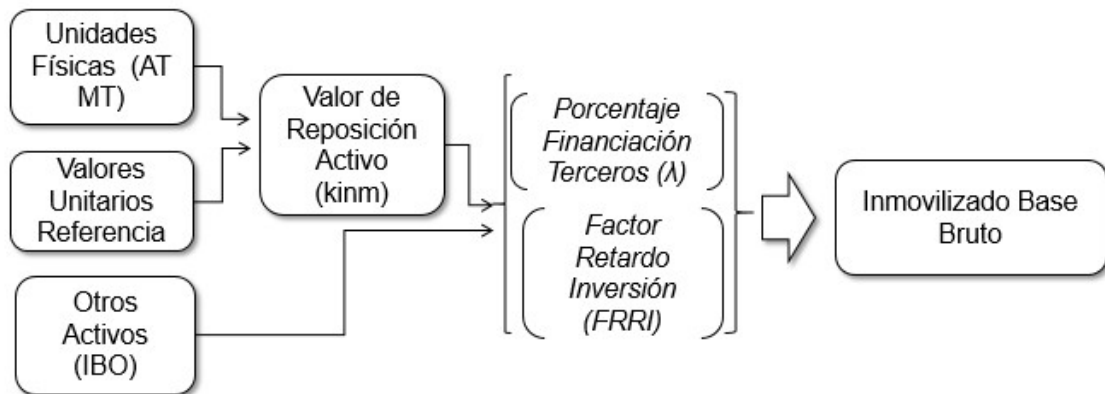 Unidades
Físicas (AT
MT)
Valores
Unitarios
Referencia
Otros
Activos
(IBO)
Valor de
Reposición
Activo
(kinm)
Porcentaje
Financiación
Terceros (λ)
Factor
Retardo
Inversión
(FRRI)
Inmovilizado Base
Bruto